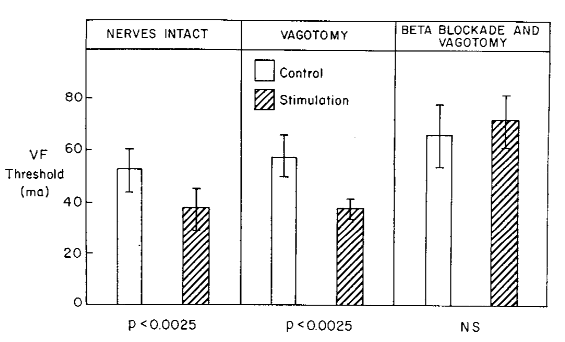 NERVES INTACT
VAGOTOMY
BETA BLOCKADE AND
VAGOTOMY
Control
Stimulation
VF
Threshold
(ma)
80
60
40
20
0
p<0.0025
p<0.0025
NS